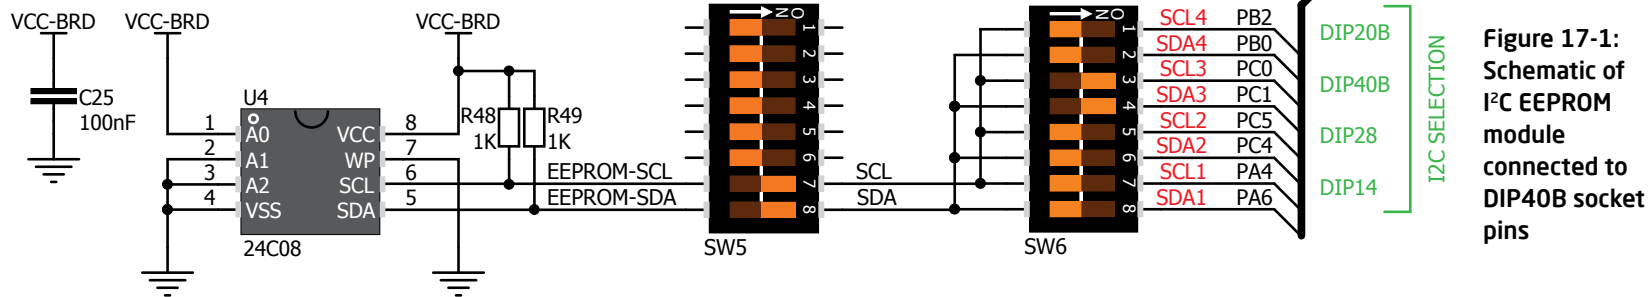 VCC-BRD
C25
100nF
VCC-BRD
U4
1 A0
2 A1
3 A2
4 VSS
VCC 8
WP 7
SCL 6
SDA 5
24C08
VCC-BRD
R48
1K
R49
1K
EEPROM-SCL
EEPROM-SDA
ON
1
2
3
4
5
6
7
8
SW5
SCL
SDA
ON
1
2
3
4
5
6
7
8
SW6
SCL4 PB2
SDA4 PB0
SCL3 PC0
SDA3 PC1
SCL2 PC5
SDA2 PC4
SCL1 PA4
SDA1 PA6
DIP20B
DIP40B
DIP28
DIP14
I2C SELECTION
Figure 17-1:
Schematic of
I²C EEPROM
module
connected to
DIP40B socket
pins